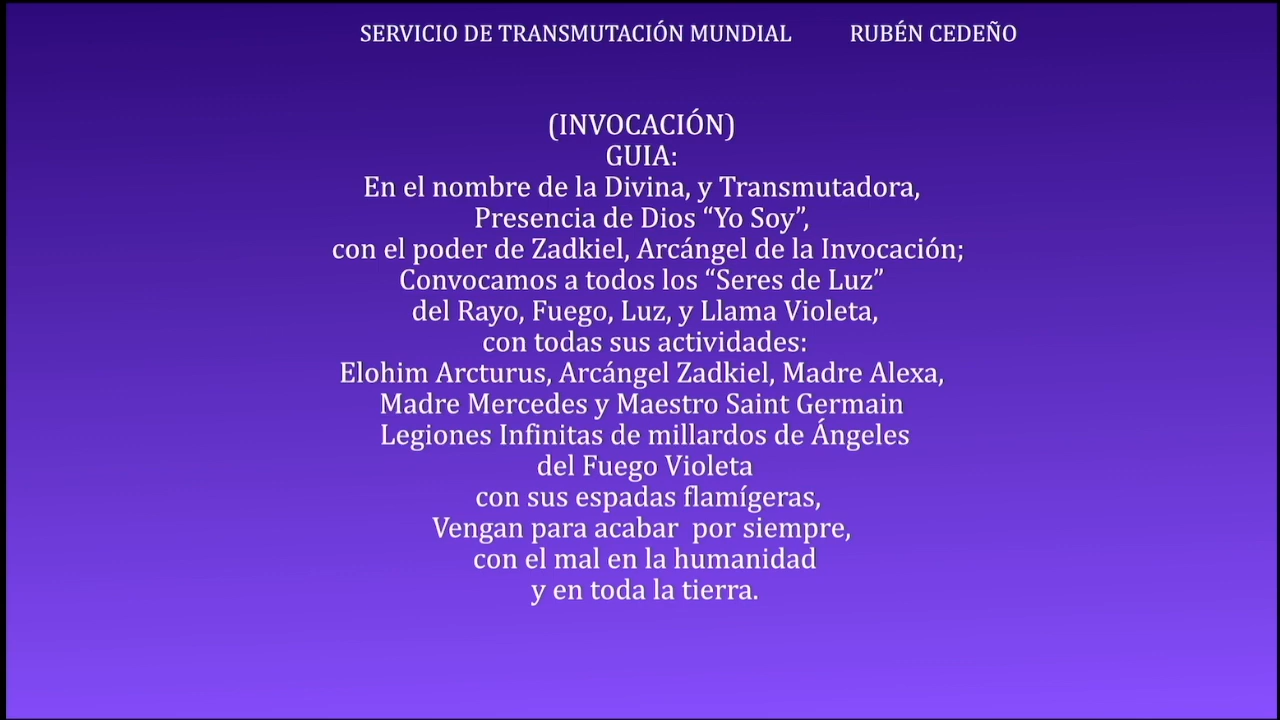 SERVICIO DE TRANSMUTACIÓN MUNDIAL RUBÉN CEDEÑO
(INVOCACIÓN)
GUIA:
En el nombre de la Divina, y Transmutadora,
Presencia de Dios “Yo Soy”,
con el poder de Zadkiel, Arcángel de la Invocación;
Convocamos a todos los “Seres de Luz”
del Rayo, Fuego, Luz, y Llama Violeta,
con todas sus actividades:
Elohim Arcturus, Arcángel Zadkiel, Madre Alexa,
Madre Mercedes y Maestro Saint Germain
Legiones Infinitas de millardos de Ángeles
del Fuego Violeta
con sus espadas flamígeras,
Vengan para acabar  por siempre,
con el mal en la humanidad
y en toda la tierra.